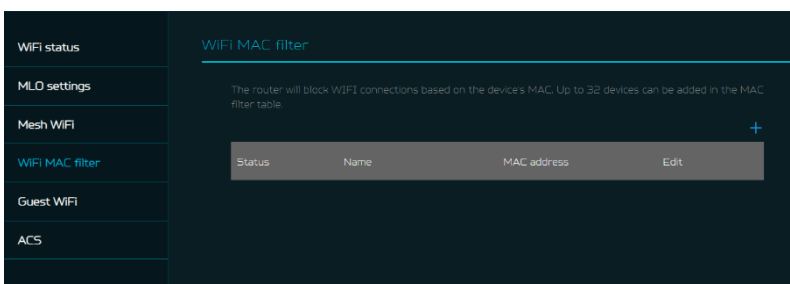 WiFi status
MLO settings
Mesh WiFi
WiFi MAC filter
Guest WiFi
ACS
WiFi MAC filter
The router will block WIFI connections based on the device's MAC. Up to 32 devices can be added in the MAC
filter table.
+
Status Name MAC address Edit